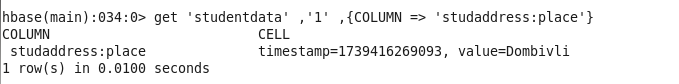 hbase(main):034:0> get 'studentdata' ,'1' ,{COLUMN => 'studaddress:place'}
COLUMN                          CELL
 studaddress:place              timestamp=1739416269093, value=Dombivli
1 row(s) in 0.0100 seconds